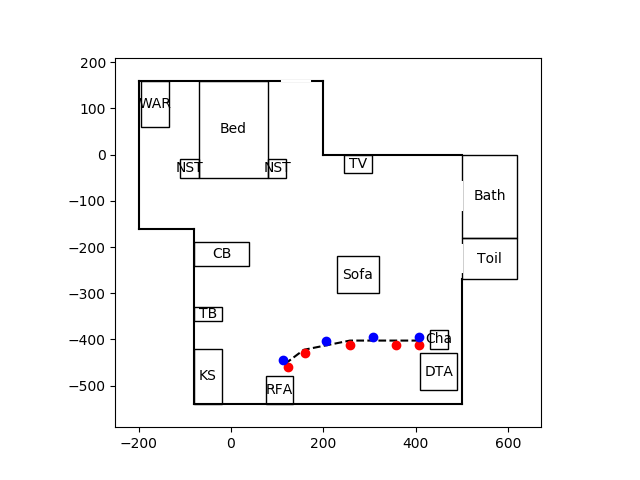 200
100
0
−100
−200
−300
−400
−500
−200
0
200
400
600
WAR
Bed
NST
NST
TV
Bath
Toil
CB
Sofa
TB
Cha
KS
RFA
DTA